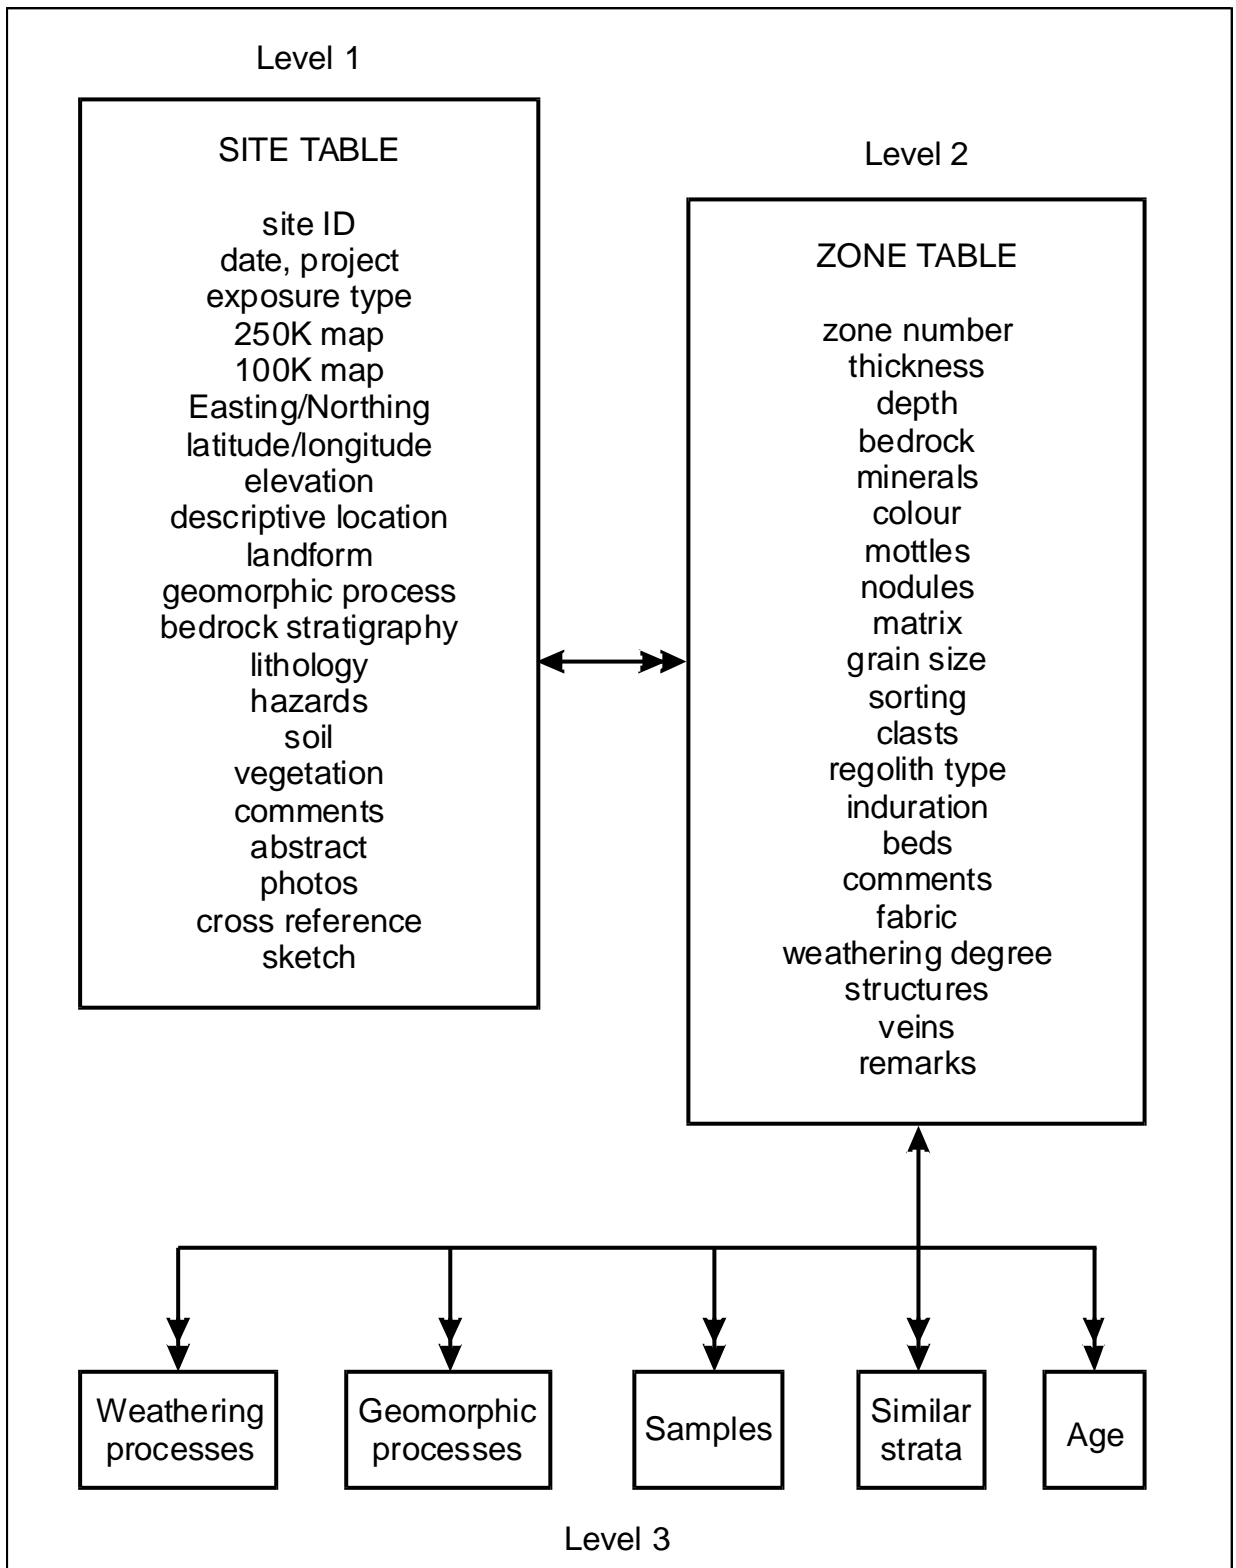 Level 1
SITE TABLE
site ID
date, project
exposure type
250K map
100K map
Easting/Northing
latitude/longitude
elevation
descriptive location
landform
geomorphic process
bedrock stratigraphy
lithology
hazards
soil
vegetation
comments
abstract
photos
cross reference
sketch
Level 2
ZONE TABLE
zone number
thickness
depth
bedrock
minerals
colour
mottles
nodules
matrix
grain size
sorting
clasts
regolith type
induration
beds
comments
fabric
weathering degree
structures
veins
remarks
Weathering
processes
Geomorphic
processes
Samples
Similar
strata
Age
Level 3